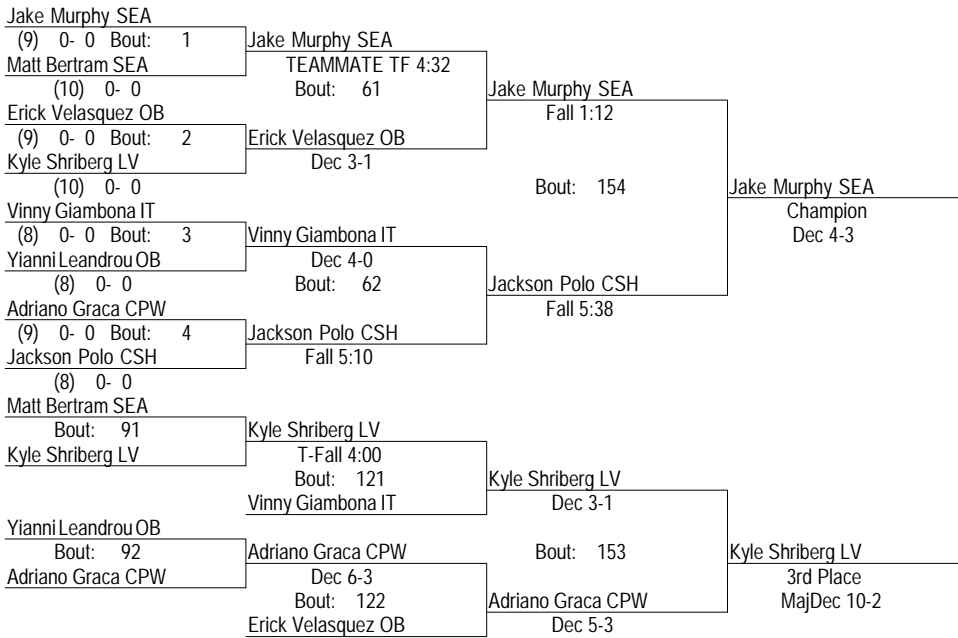 Jake Murphy SEA
(9) 0- 0 Bout: 1 Jake Murphy SEA
Matt Bertram SEA TEAMMATE TF 4:32
(10) 0- 0 Bout: 61 Jake Murphy SEA
Erick Velasquez OB Fall 1:12
(9) 0- 0 Bout: 2 Erick Velasquez OB
Kyle Shriberg LV Dec 3-1
(10) 0- 0 Bout: 154 Jake Murphy SEA
Vinny Giambona IT Champion
(8) 0- 0 Bout: 3 Vinny Giambona IT Dec 4-3
Yianni Leandrou OB Dec 4-0
(8) 0- 0 Bout: 62 Jackson Polo CSH
Adriano Graca CPW Fall 5:38
(9) 0- 0 Bout: 4 Jackson Polo CSH
Jackson Polo CSH Fall 5:10
(8) 0- 0
Matt Bertram SEA
Bout: 91 Kyle Shriberg LV
Kyle Shriberg LV T-Fall 4:00
Bout: 121 Kyle Shriberg LV
Vinny Giambona IT Dec 3-1
Yianni Leandrou OB
Bout: 92 Adriano Graca CPW Bout: 153 Kyle Shriberg LV
Adriano Graca CPW Dec 6-3 3rd Place
Bout: 122 Adriano Graca CPW MajDec 10-2
Erick Velasquez OB Dec 5-3